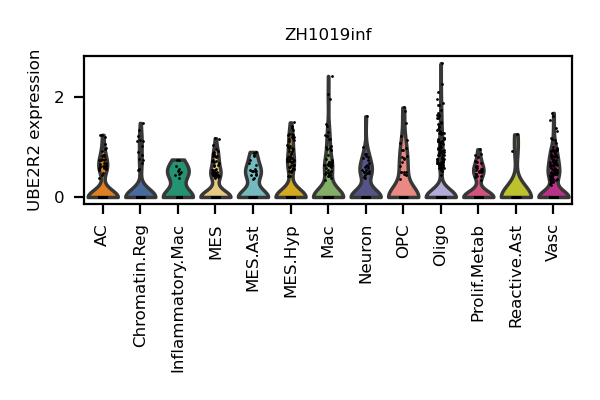 ZH1019inf
UBE2R2 expression
2
0
AC
Chromatin.Reg
Inflammatory.Mac
MES
MES.Ast
MES.Hyp
Mac
Neuron
OPC
Oligo
Prolif.Metab
Reactive.Ast
Vasc